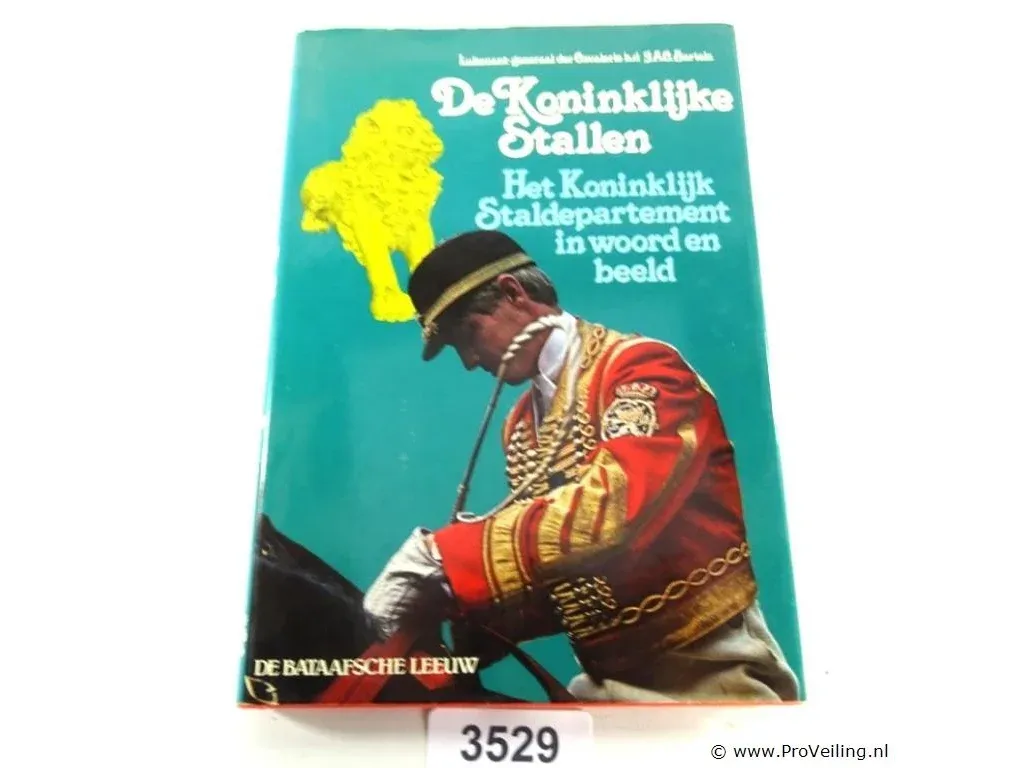 Luitenant-generaal der Cavalerie b.d. J.A.C. Bartels
De Koninklijke
Stallen
Het Koninklijk
Staldepartement
in woord en
beeld
DE BATAAFSCHE LEEUW
3529
© www.ProVeiling.nl